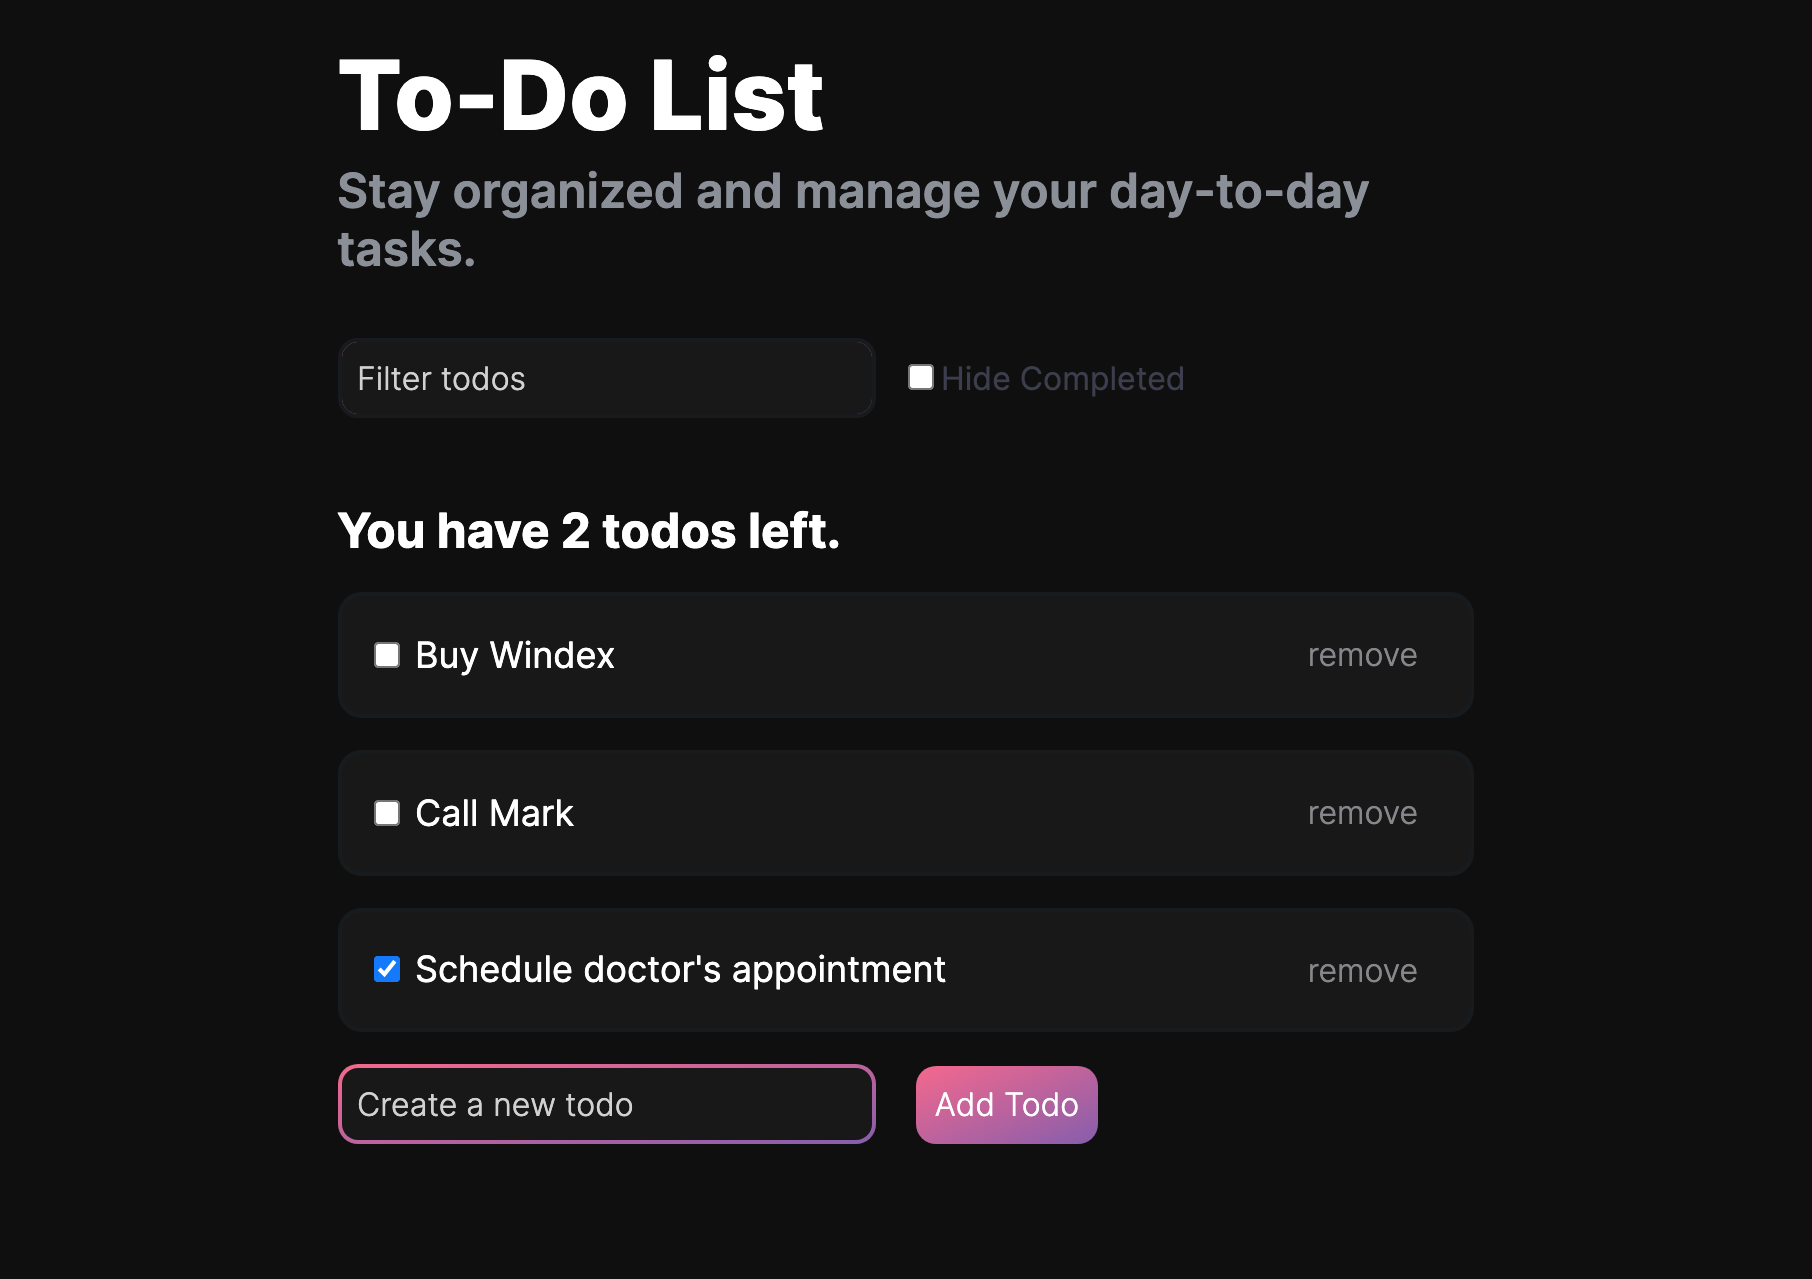 To-Do List
Stay organized and manage your day-to-day
tasks.
Filter todos
Hide Completed
You have 2 todos left.
Buy Windex
remove
Call Mark
remove
Schedule doctor's appointment
remove
Create a new todo
Add Todo